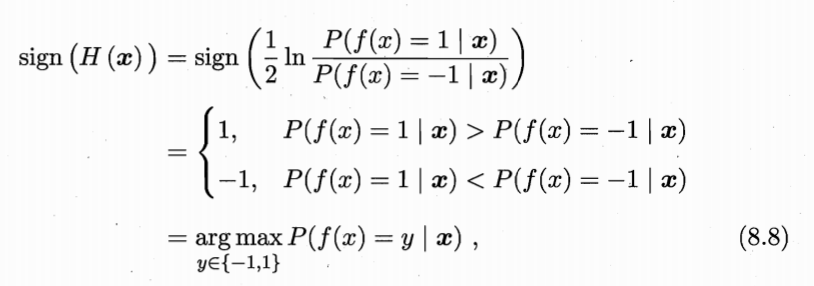 sign (H (x)) = sign (1/2 ln P(f(x) = 1 | x) / P(f(x) = −1 | x))
= { 1, P(f(x) = 1 | x) > P(f(x) = −1 | x)
−1, P(f(x) = 1 | x) < P(f(x) = −1 | x)
= arg max y∈{−1,1} P(f(x) = y | x) , (8.8)